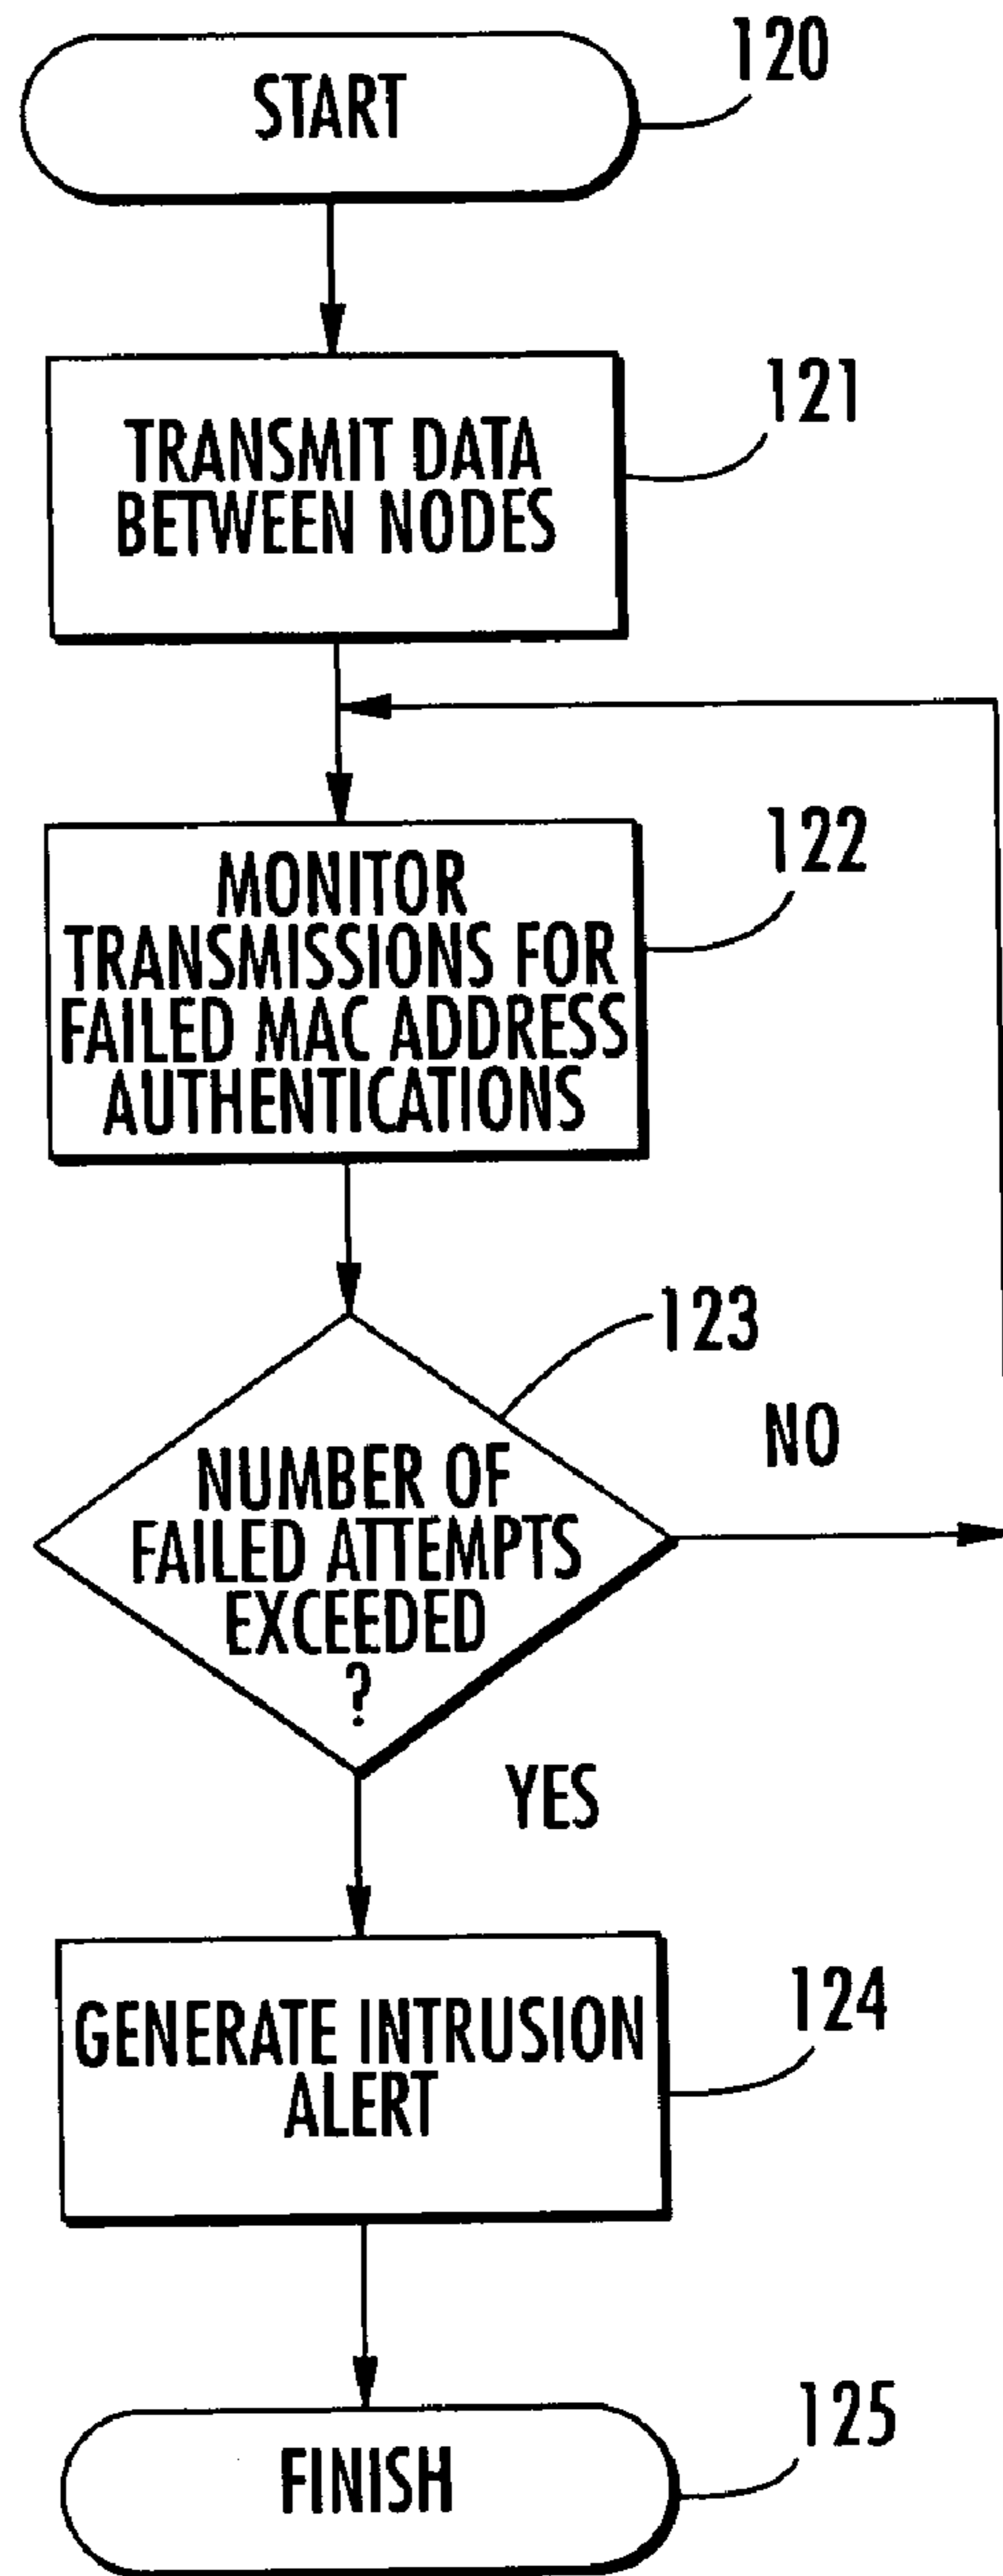 START
120
TRANSMIT DATA
BETWEEN NODES
121
MONITOR
TRANSMISSIONS FOR
FAILED MAC ADDRESS
AUTHENTICATIONS
122
NUMBER OF
FAILED ATTEMPTS
EXCEEDED
?
123
NO
YES
GENERATE INTRUSION
ALERT
124
FINISH
125